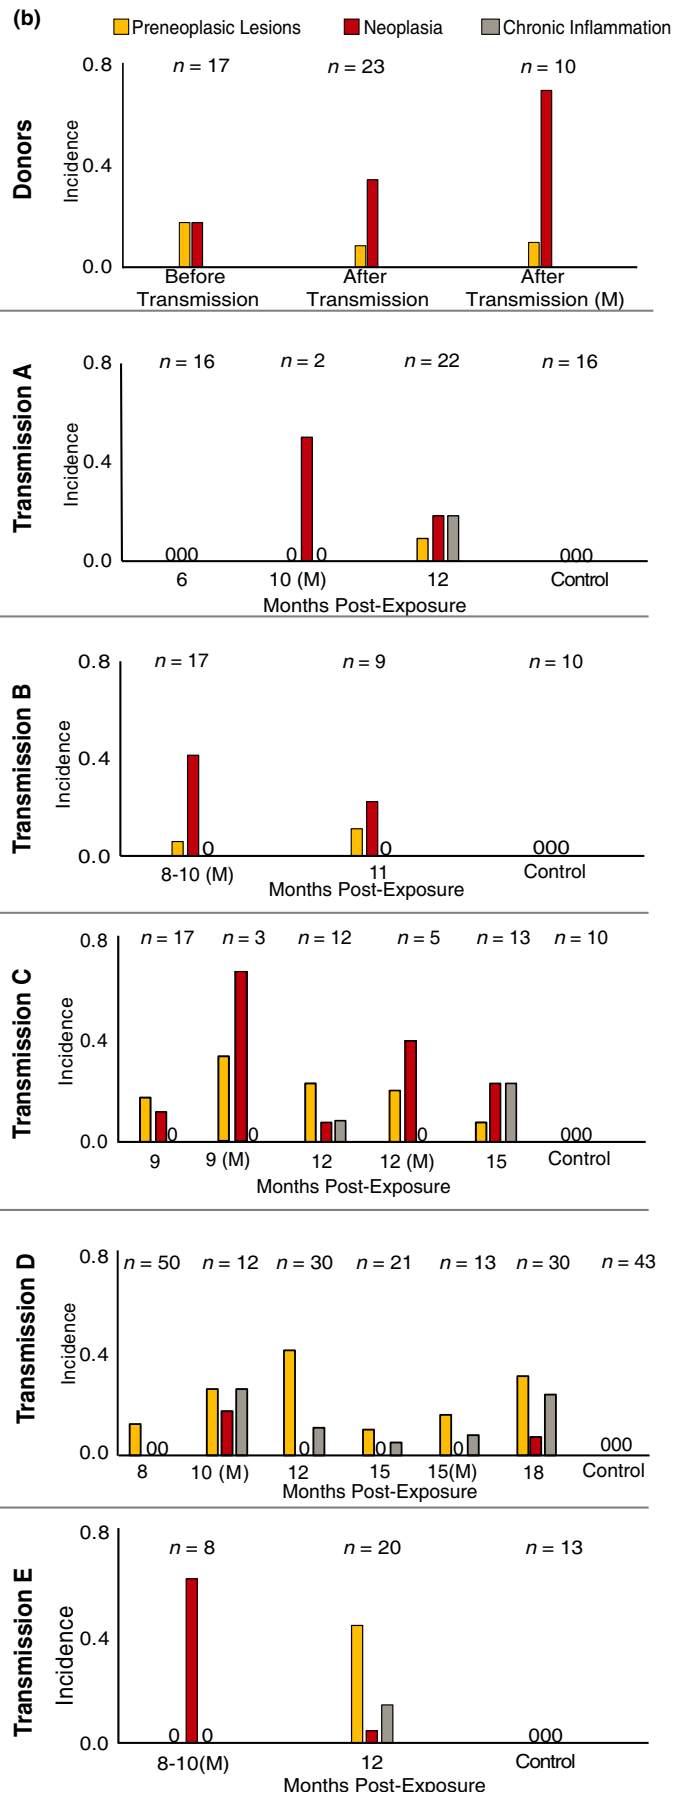 (b)
Preneoplasic Lesions Neoplasia Chronic Inflammation
Donors
Incidence
0.8
0.4
0.0
n = 17 n = 23 n = 10
Before Transmission
After Transmission
After Transmission (M)
Transmission A
Incidence
0.8
0.4
0.0
n = 16 n = 2 n = 22 n = 16
000 0 0 000
6 10 (M) 12 Control
Months Post-Exposure
Transmission B
Incidence
0.8
0.4
0.0
n = 17 n = 9 n = 10
0 0 000
8-10 (M) 11 Control
Months Post-Exposure
Transmission C
Incidence
0.8
0.4
0.0
n = 17 n = 3 n = 12 n = 5 n = 13 n = 10
0 0 0 000
9 9 (M) 12 12 (M) 15 Control
Months Post-Exposure
Transmission D
Incidence
0.8
0.4
0.0
n = 50 n = 12 n = 30 n = 21 n = 13 n = 30 n = 43
00 0 0 0 000
8 10 (M) 12 15 15(M) 18 Control
Months Post-Exposure
Transmission E
Incidence
0.8
0.4
0.0
n = 8 n = 20 n = 13
0 0 000
8-10(M) 12 Control
Months Post-Exposure